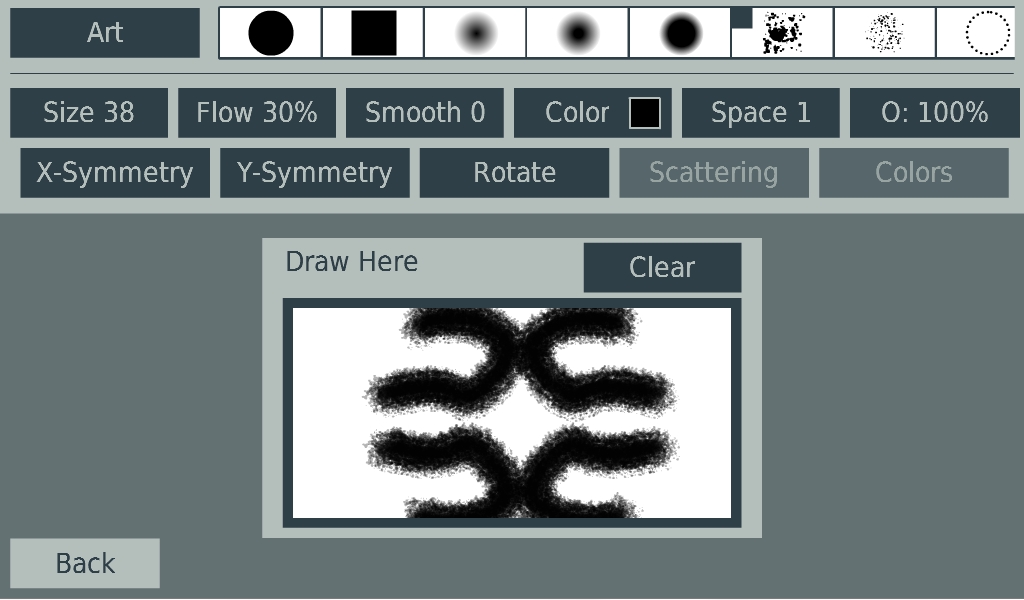 Art
Size 38 Flow 30% Smooth 0 Color Space 1 O: 100%
X-Symmetry Y-Symmetry Rotate Scattering Colors
Draw Here Clear
Back